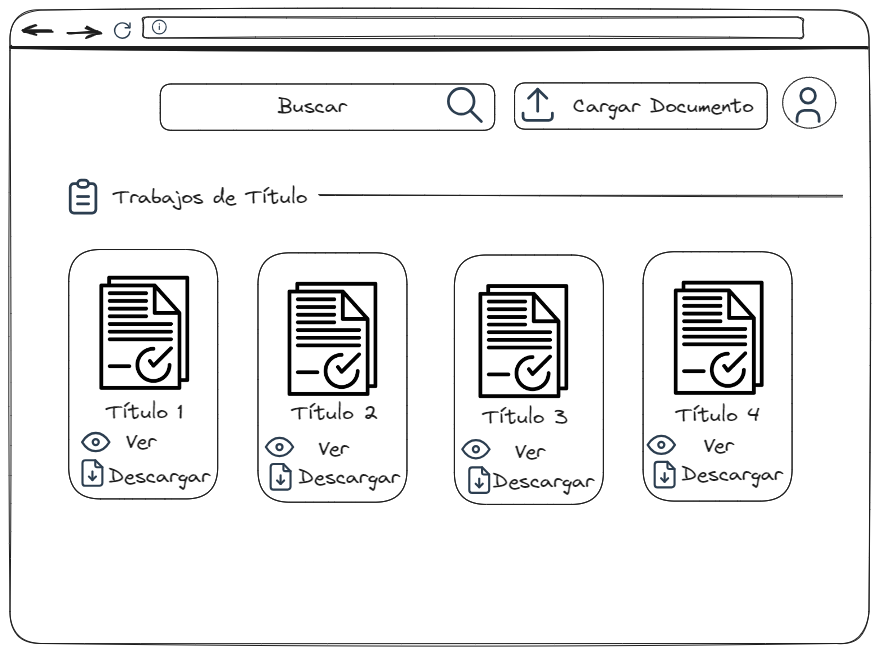 Buscar
Cargar Documento
Trabajos de Título
Título 1
Ver
Descargar
Título 2
Ver
Descargar
Título 3
Ver
Descargar
Título 4
Ver
Descargar